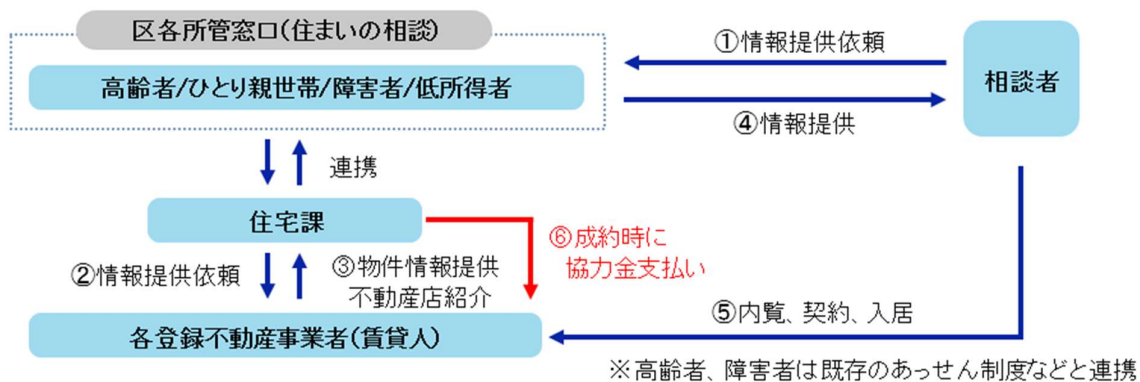 区各所管窓口(住まいの相談)
高齢者/ひとり親世帯/障害者/低所得者
①情報提供依頼
相談者
④情報提供
連携
住宅課
⑥成約時に
協力金支払い
②情報提供依頼
③物件情報提供
不動産店紹介
各登録不動産事業者(賃貸人)
⑤内覧、契約、入居
※高齢者、障害者は既存のあっせん制度などと連携